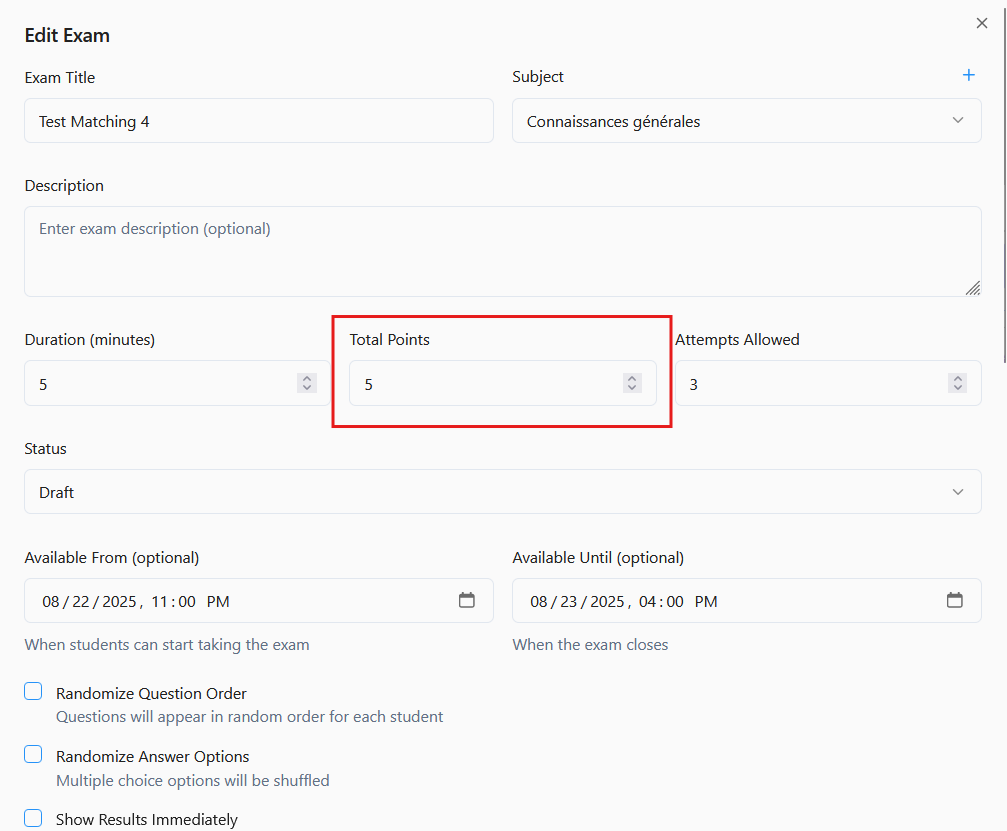 Edit Exam
Exam Title
Subject
Test Matching 4
Connaissances générales
Description
Enter exam description (optional)
Duration (minutes)
Total Points
Attempts Allowed
5
5
3
Status
Draft
Available From (optional)
Available Until (optional)
08/22/2025, 11:00 PM
08/23/2025, 04:00 PM
When students can start taking the exam
When the exam closes
Randomize Question Order
Questions will appear in random order for each student
Randomize Answer Options
Multiple choice options will be shuffled
Show Results Immediately